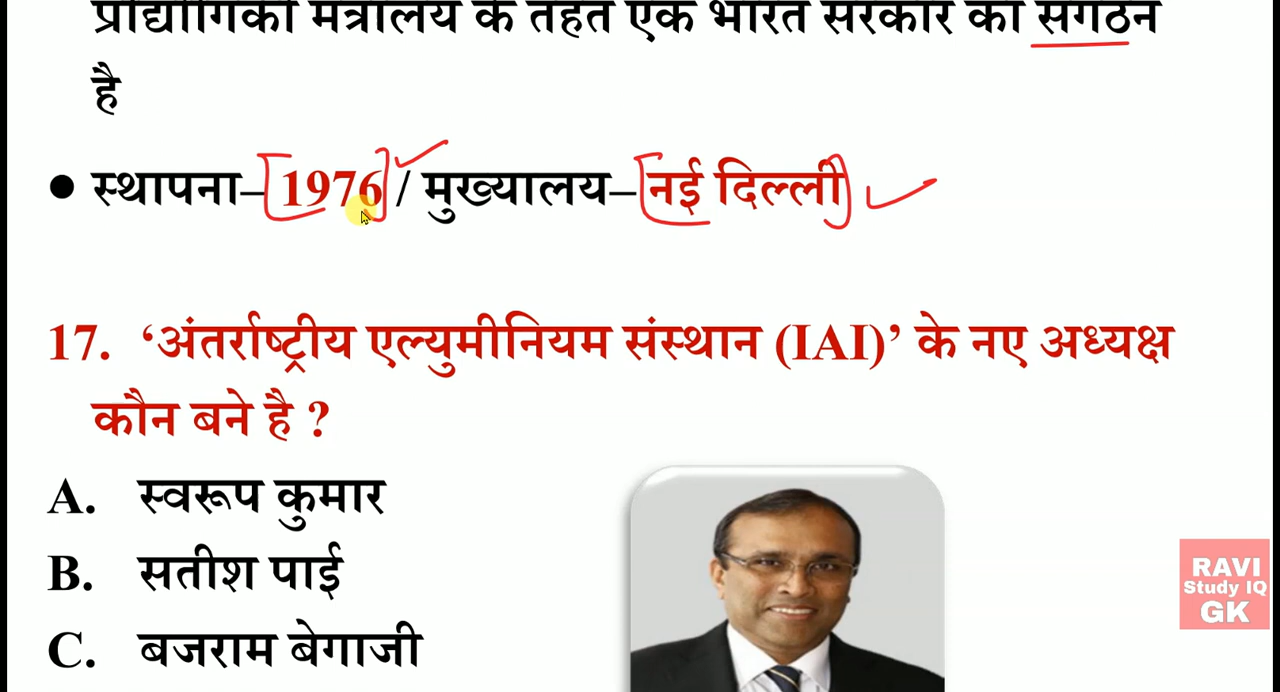 प्रौद्योगिकी मंत्रालय के तहत एक भारत सरकार का संगठन
है
● स्थापना– 1976 / मुख्यालय– नई दिल्ली
17. ‘अंतर्राष्ट्रीय एल्युमीनियम संस्थान (IAI)’ के नए अध्यक्ष
कौन बने है ?
A. स्वरूप कुमार
B. सतीश पाई
C. बजराम बेगाजी
RAVI
Study IQ
GK